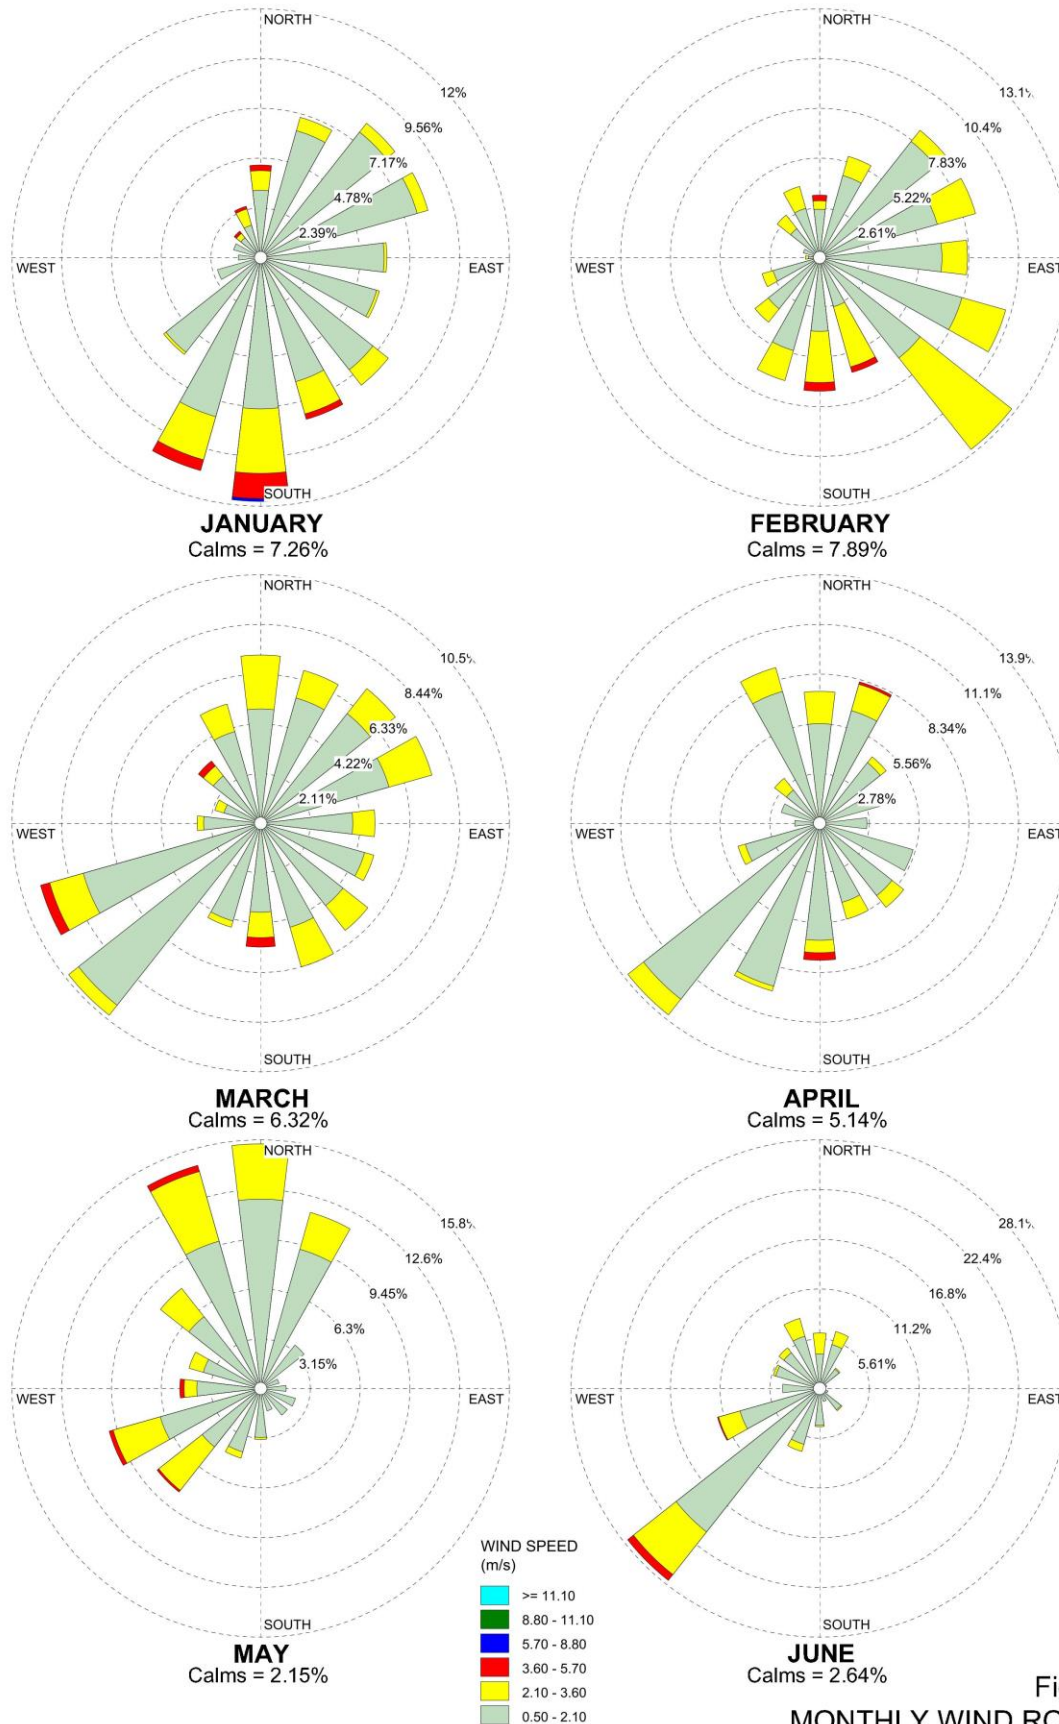 NORTH NORTH
12% 13.1%
9.56% 10.4%
7.17% 7.83%
4.78% 5.22%
2.39% 2.61%
WEST EAST WEST EAST
SOUTH SOUTH
JANUARY FEBRUARY
Calms = 7.26% Calms = 7.89%
NORTH NORTH
10.5% 13.9%
8.44% 11.1%
6.33% 8.34%
4.22% 5.56%
2.11% 2.78%
WEST EAST WEST EAST
SOUTH SOUTH
MARCH APRIL
Calms = 6.32% Calms = 5.14%
NORTH NORTH
15.8% 28.1%
12.6% 22.4%
9.45% 16.8%
6.3% 11.2%
3.15% 5.61%
WEST EAST WEST EAST
WIND SPEED
(m/s)
>= 11.10
8.80 - 11.10
SOUTH SOUTH
5.70 - 8.80
MAY JUNE
3.60 - 5.70
Calms = 2.15% Calms = 2.64%
2.10 - 3.60
0.50 - 2.10
MONTHLY WIND